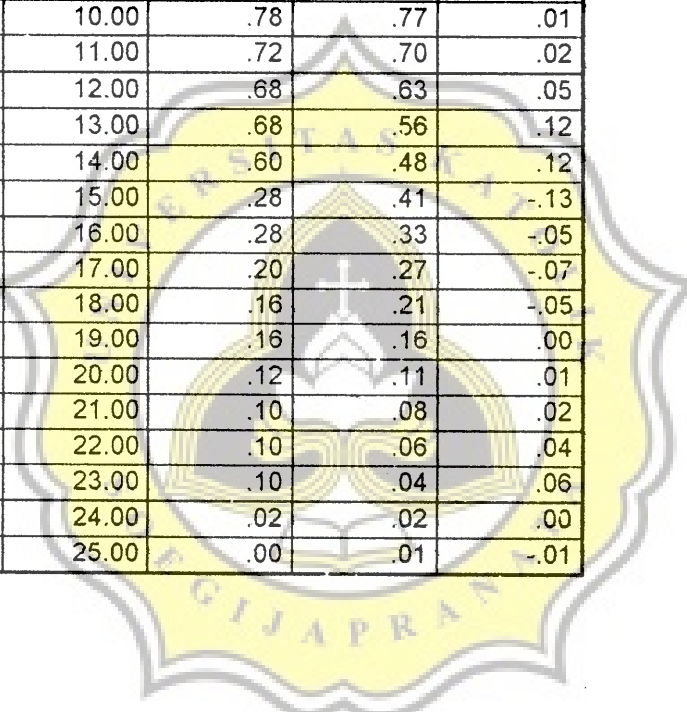 10.00 .78 .77 .01
11.00 .72 .70 .02
12.00 .68 .63 .05
13.00 .68 .56 .12
14.00 .60 .48 .12
15.00 .28 .41 -.13
16.00 .28 .33 -.05
17.00 .20 .27 -.07
18.00 .16 .21 -.05
19.00 .16 .16 .00
20.00 .12 .11 .01
21.00 .10 .08 .02
22.00 .10 .06 .04
23.00 .10 .04 .06
24.00 .02 .02 .00
25.00 .00 .01 -.01
UNIVERSITAS KATOLIK
SOEGIJAPRANATA